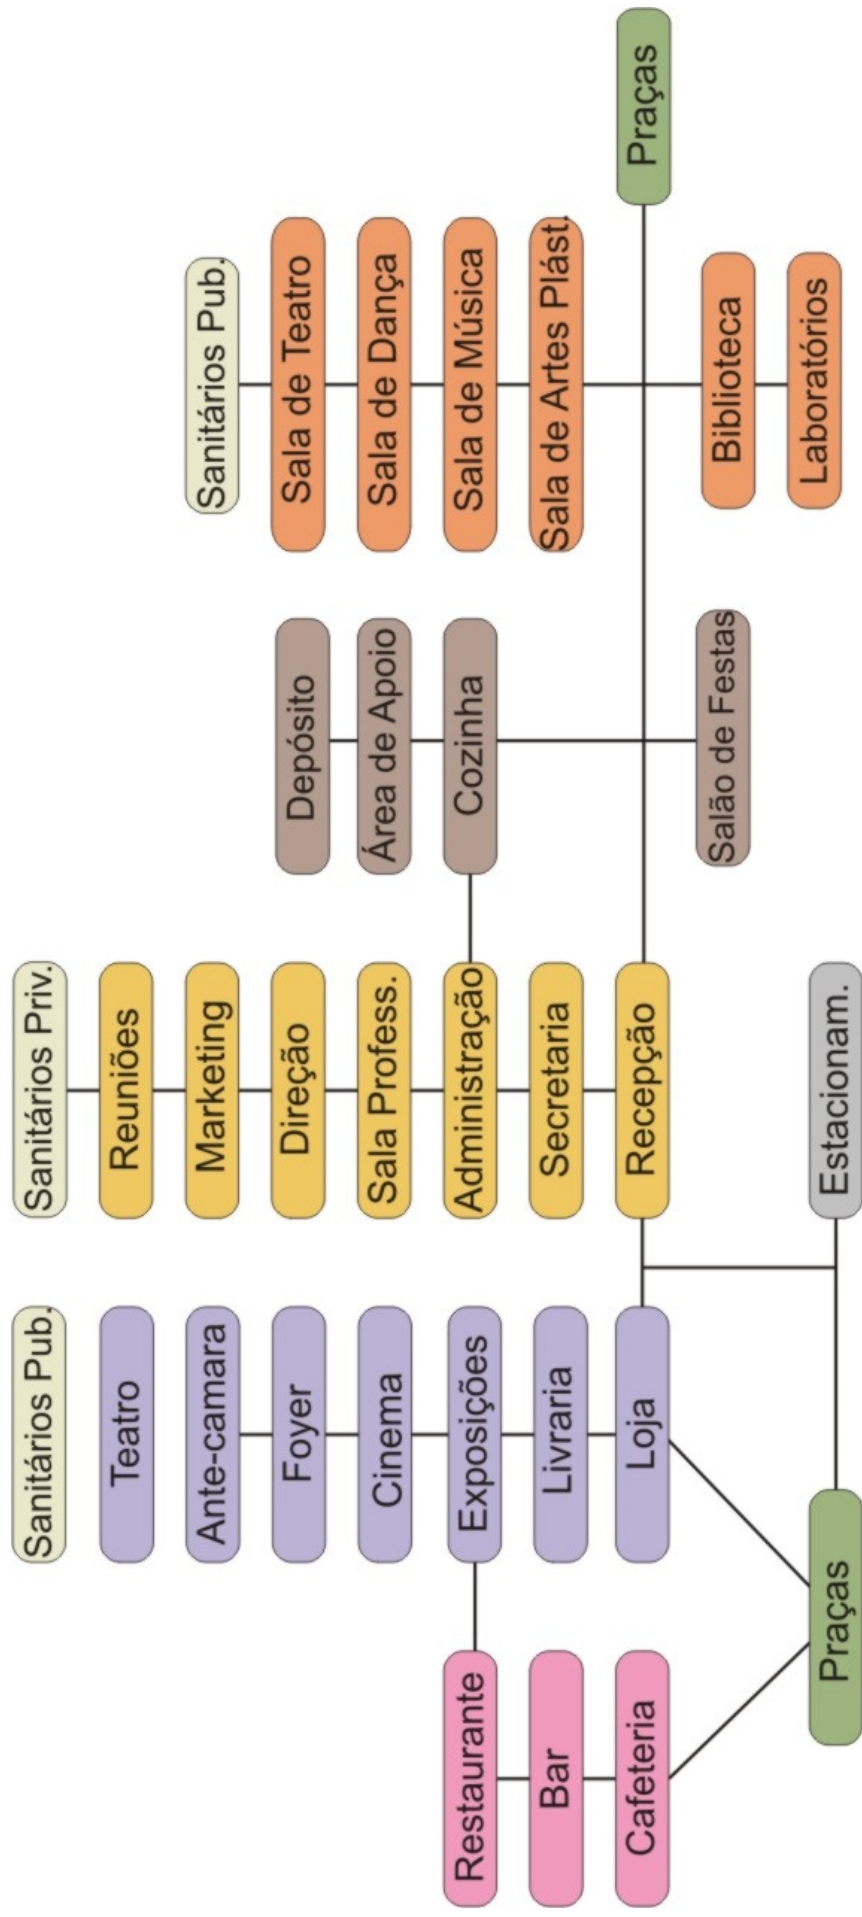 Sanitários Pub.
Teatro
Ante-camara
Foyer
Cinema
Exposições
Livraria
Loja
Restaurante
Bar
Cafeteria
Praças
Sanitários Priv.
Reuniões
Marketing
Direção
Sala Profess.
Administração
Secretaria
Recepção
Estacionam.
Depósito
Área de Apoio
Cozinha
Salão de Festas
Sanitários Pub.
Sala de Teatro
Sala de Dança
Sala de Música
Sala de Artes Plást.
Biblioteca
Laboratórios
Praças